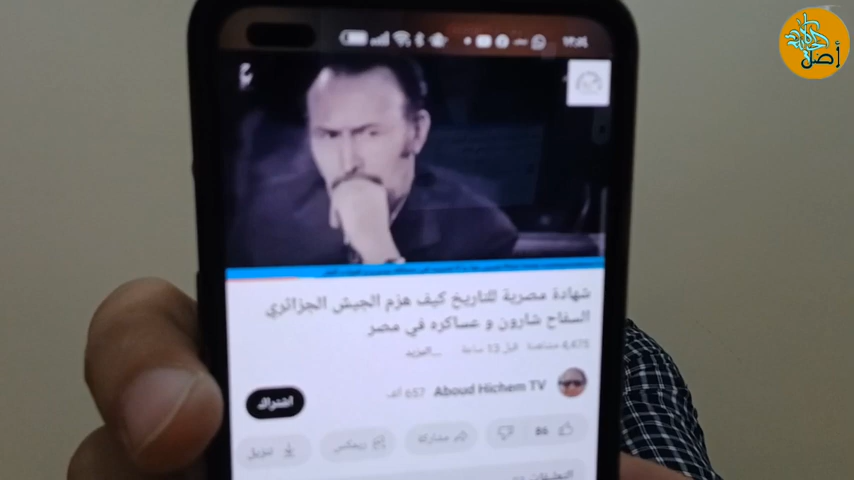 أصل
شهادة مصرية للتاريخ كيف هزم الجيش الجزائري
السفاح شارون و عساكره في مصر
4,475 مشاهدة قبل 13 ساعة ...المزيد
Aboud Hichem TV 657 ألف
اشتراك
86 مشاركة ريمكس تنزيل
التعليقات